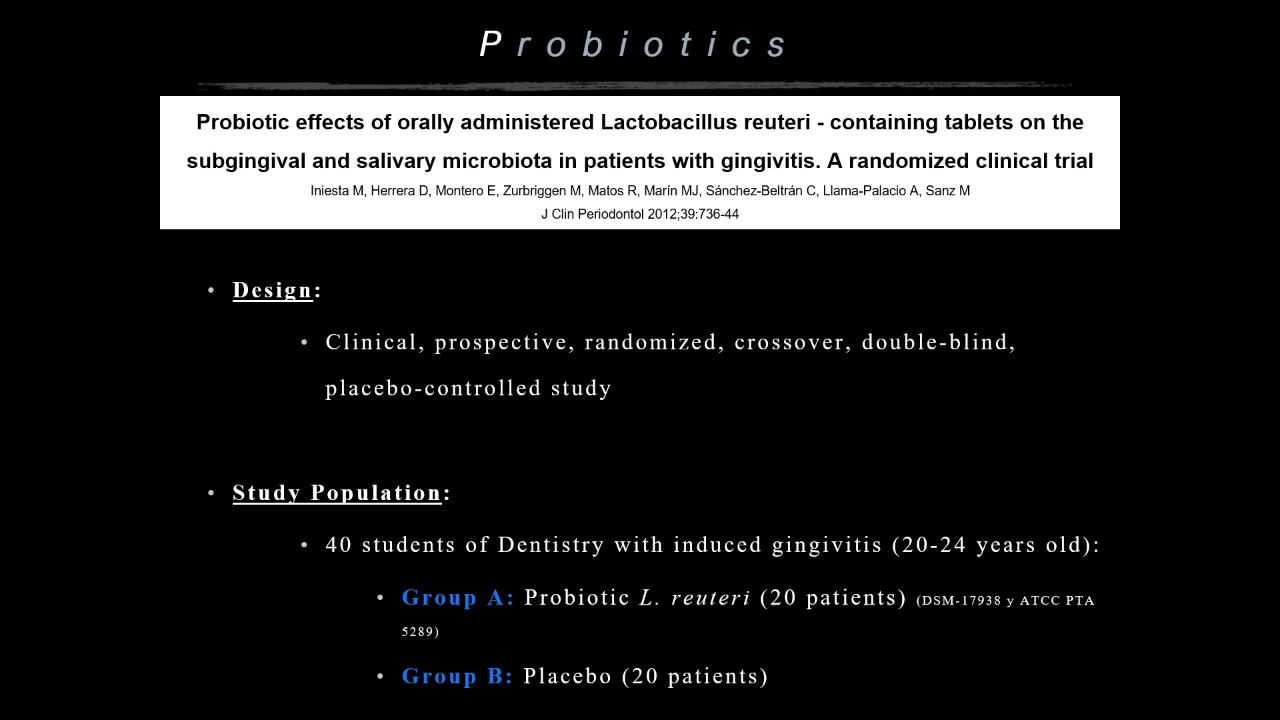 Probiotics
Probiotic effects of orally administered Lactobacillus reuteri - containing tablets on the
subgingival and salivary microbiota in patients with gingivitis. A randomized clinical trial
Iniesta M, Herrera D, Montero E, Zurbriggen M, Matos R, Marín MJ, Sánchez-Beltrán C, Llama-Palacio A, Sanz M
J Clin Periodontol 2012;39:736-44
• Design:
• Clinical, prospective, randomized, crossover, double-blind,
placebo-controlled study
• Study Population:
• 40 students of Dentistry with induced gingivitis (20-24 years old):
• Group A: Probiotic L. reuteri (20 patients) (DSM-17938 y ATCC PTA
5289)
• Group B: Placebo (20 patients)